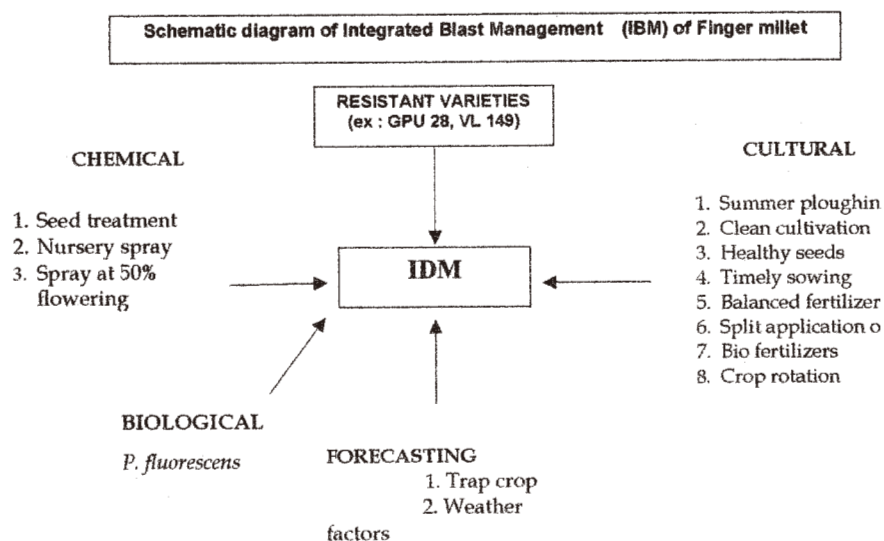 Schematic diagram of Integrated Blast Management (IBM) of Finger millet
RESISTANT VARIETIES
(ex : GPU 28, VL 149)
CHEMICAL
1. Seed treatment
2. Nursery spray
3. Spray at 50%
flowering
IDM
CULTURAL
1. Summer ploughin
2. Clean cultivation
3. Healthy seeds
4. Timely sowing
5. Balanced fertilizer
6. Split application o
7. Bio fertilizers
8. Crop rotation
BIOLOGICAL
P. fluorescens
FORECASTING
1. Trap crop
2. Weather
factors